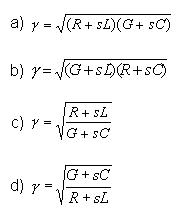 a) γ = √(R + sL)(G + sC)
b) γ = √(G + sL)(R + sC)
c) γ = √((R + sL)/(G + sC))
d) γ = √((G + sC)/(R + sL))